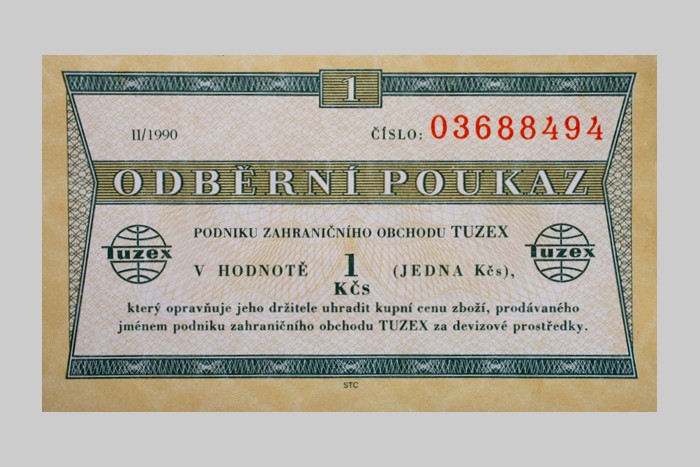 1
II/1990 ČÍSLO: 03688494
ODBĚRNÍ POUKAZ
PODNIKU ZAHRANIČNÍHO OBCHODU TUZEX
Tuzex V HODNOTĚ 1 Kčs (JEDNA Kčs), Tuzex
který opravňuje jeho držitele uhradit kupní cenu zboží, prodávaného
jménem podniku zahraničního obchodu TUZEX za devizové prostředky.
STC